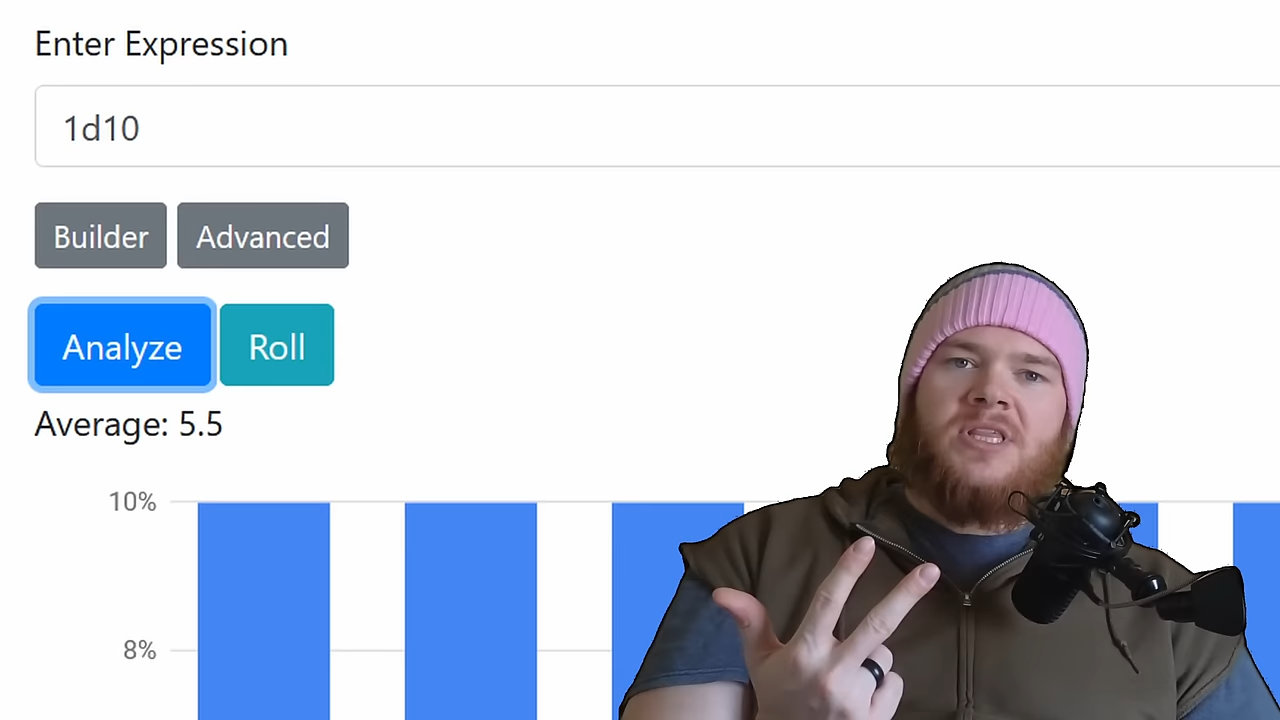 Enter Expression
1d10
Builder Advanced
Analyze Roll
Average: 5.5
10%
8%